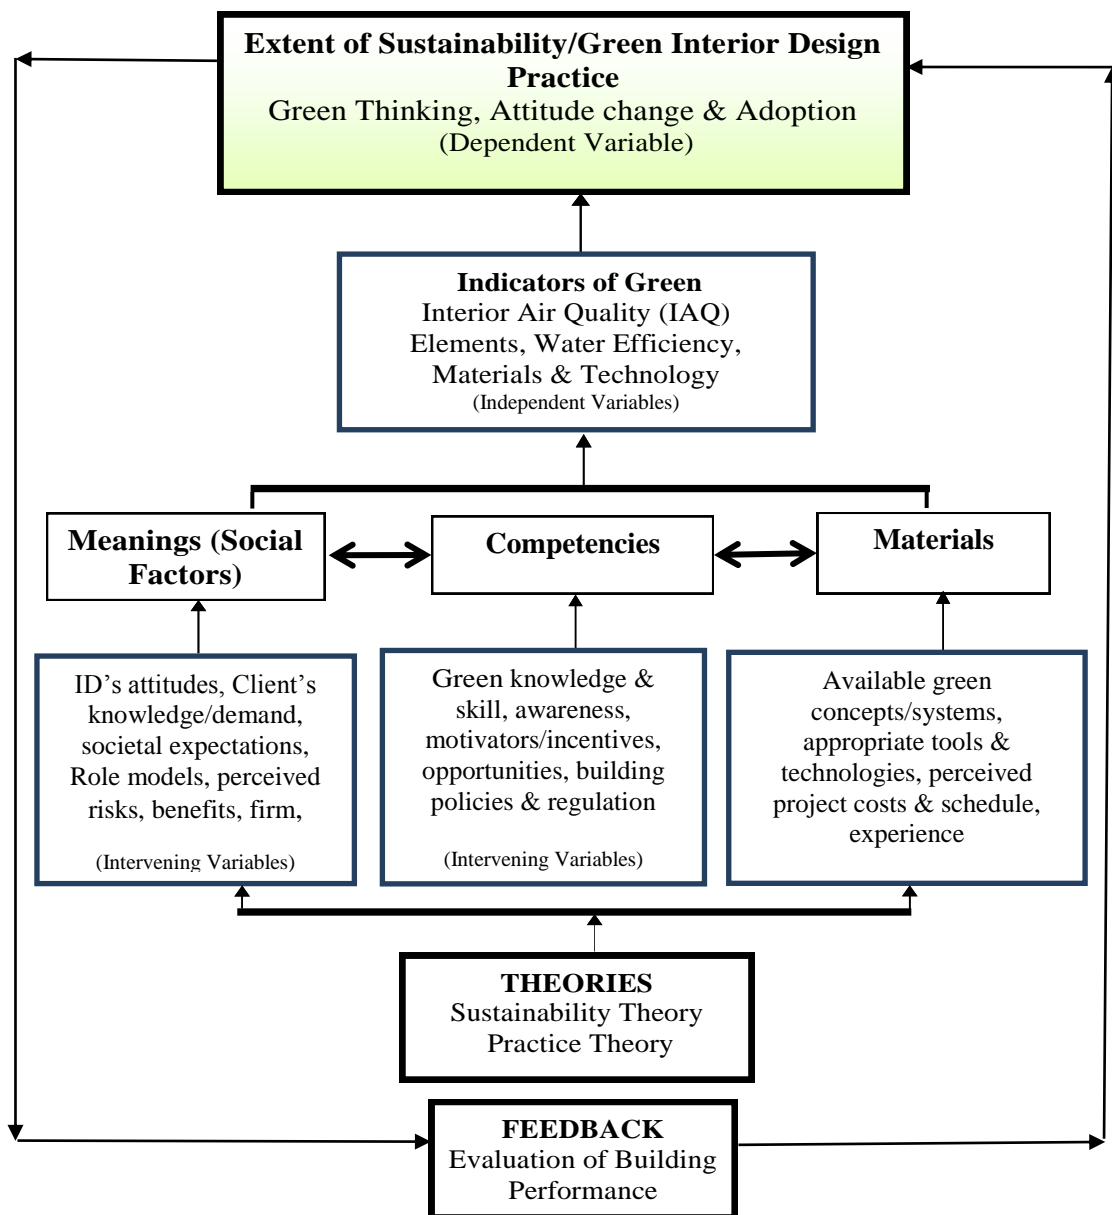 Extent of Sustainability/Green Interior Design
Practice
Green Thinking, Attitude change & Adoption
(Dependent Variable)
Indicators of Green
Interior Air Quality (IAQ)
Elements, Water Efficiency,
Materials & Technology
(Independent Variables)
Meanings (Social
Factors)
Competencies
Materials
ID’s attitudes, Client’s
knowledge/demand,
societal expectations,
Role models, perceived
risks, benefits, firm,
(Intervening Variables)
Green knowledge &
skill, awareness,
motivators/incentives,
opportunities, building
policies & regulation
(Intervening Variables)
Available green
concepts/systems,
appropriate tools &
technologies, perceived
project costs & schedule,
experience
THEORIES
Sustainability Theory
Practice Theory
FEEDBACK
Evaluation of Building
Performance